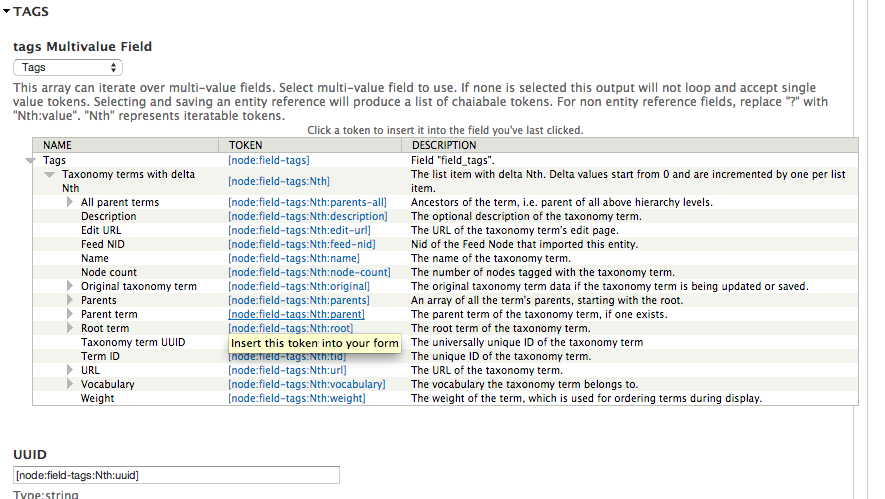 TAGS
tags Multivalue Field
Tags
This array can iterate over multi-value fields. Select multi-value field to use. If none is selected this output will not loop and accept single
value tokens. Selecting and saving an entity reference will produce a list of chaiabale tokens. For non entity reference fields, replace "?" with
"Nth:value". "Nth" represents iteratable tokens.
Click a token to insert it into the field you've last clicked.
NAME TOKEN DESCRIPTION
Tags [node:field-tags] Field "field_tags".
Taxonomy terms with delta Nth [node:field-tags:Nth] The list item with delta Nth. Delta values start from 0 and are incremented by one per list item.
All parent terms [node:field-tags:Nth:parents-all] Ancestors of the term, i.e. parent of all above hierarchy levels.
Description [node:field-tags:Nth:description] The optional description of the taxonomy term.
Edit URL [node:field-tags:Nth:edit-url] The URL of the taxonomy term's edit page.
Feed NID [node:field-tags:Nth:feed-nid] Nid of the Feed Node that imported this entity.
Name [node:field-tags:Nth:name] The name of the taxonomy term.
Node count [node:field-tags:Nth:node-count] The number of nodes tagged with the taxonomy term.
Original taxonomy term [node:field-tags:Nth:original] The original taxonomy term data if the taxonomy term is being updated or saved.
Parents [node:field-tags:Nth:parents] An array of all the term's parents, starting with the root.
Parent term [node:field-tags:Nth:parent] The parent term of the taxonomy term, if one exists.
Root term [node:field-tags:Nth:root] The root term of the taxonomy term.
Taxonomy term UUID Insert this token into your form The universally unique ID of the taxonomy term
Term ID [node:field-tags:Nth:tid] The unique ID of the taxonomy term.
URL [node:field-tags:Nth:url] The URL of the taxonomy term.
Vocabulary [node:field-tags:Nth:vocabulary] The vocabulary the taxonomy term belongs to.
Weight [node:field-tags:Nth:weight] The weight of the term, which is used for ordering terms during display.
UUID
[node:field-tags:Nth:uuid]
Type:string